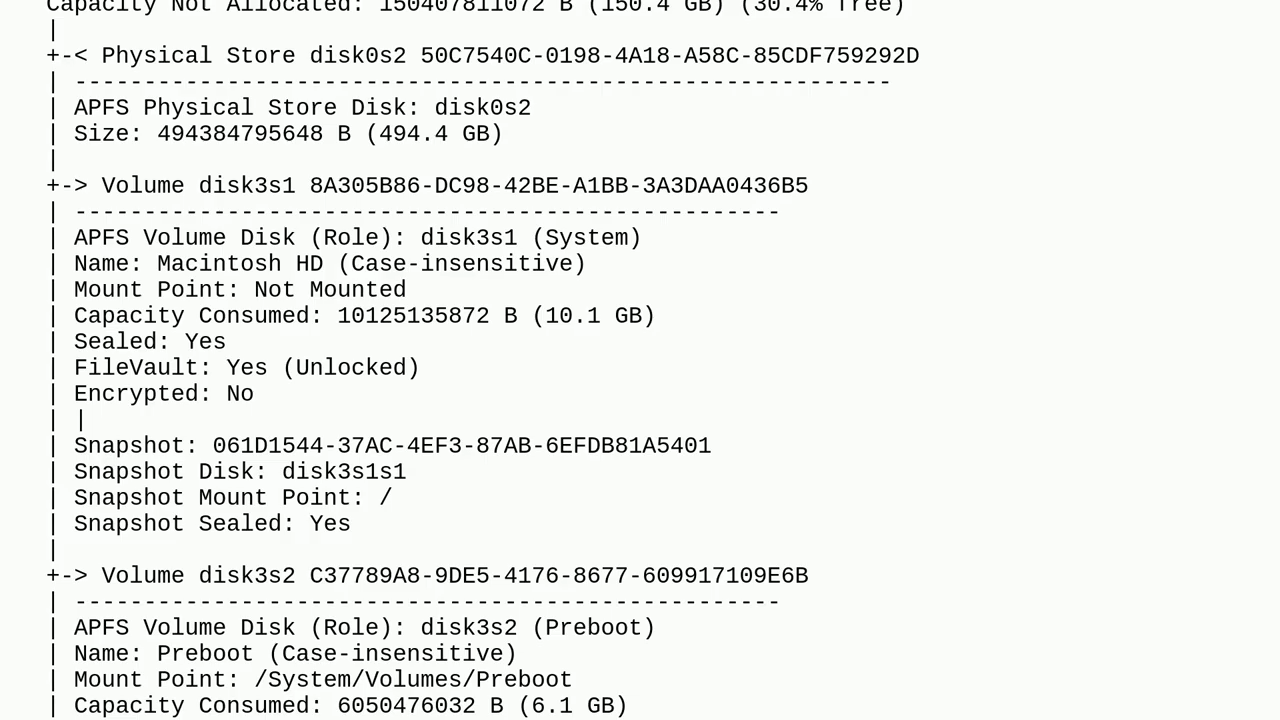 Capacity Not Allocated: 150407811072 B (150.4 GB) (30.4% free)
|
+-< Physical Store disk0s2 50C7540C-0198-4A18-A58C-85CDF759292D
| -----------------------------------------------------------
| APFS Physical Store Disk: disk0s2
| Size: 494384795648 B (494.4 GB)
|
+-> Volume disk3s1 8A305B86-DC98-42BE-A1BB-3A3DAA0436B5
| ---------------------------------------------------
| APFS Volume Disk (Role): disk3s1 (System)
| Name: Macintosh HD (Case-insensitive)
| Mount Point: Not Mounted
| Capacity Consumed: 10125135872 B (10.1 GB)
| Sealed: Yes
| FileVault: Yes (Unlocked)
| Encrypted: No
| |
| Snapshot: 061D1544-37AC-4EF3-87AB-6EFDB81A5401
| Snapshot Disk: disk3s1s1
| Snapshot Mount Point: /
| Snapshot Sealed: Yes
|
+-> Volume disk3s2 C37789A8-9DE5-4176-8677-609917109E6B
| ---------------------------------------------------
| APFS Volume Disk (Role): disk3s2 (Preboot)
| Name: Preboot (Case-insensitive)
| Mount Point: /System/Volumes/Preboot
| Capacity Consumed: 6050476032 B (6.1 GB)